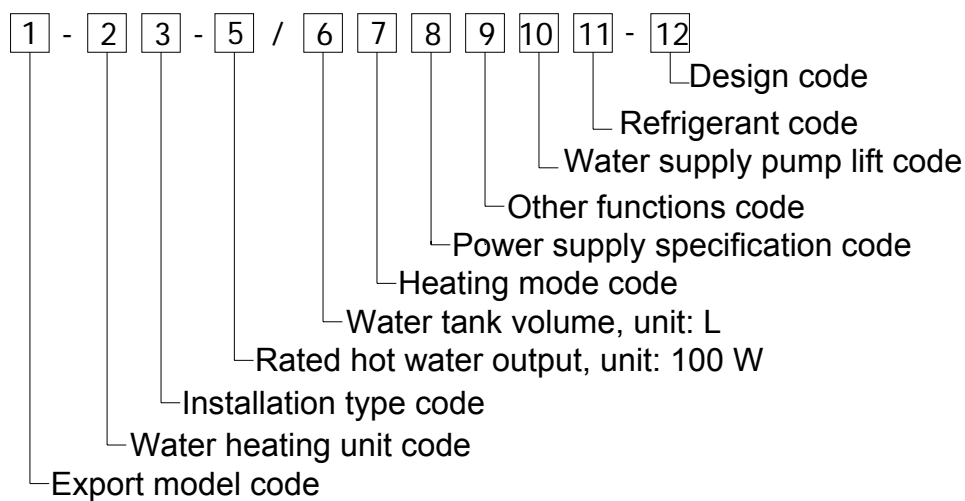 1 - 2 3 - 5 / 6 7 8 9 10 11 - 12
Design code
Refrigerant code
Water supply pump lift code
Other functions code
Power supply specification code
Heating mode code
Water tank volume, unit: L
Rated hot water output, unit: 100 W
Installation type code
Water heating unit code
Export model code